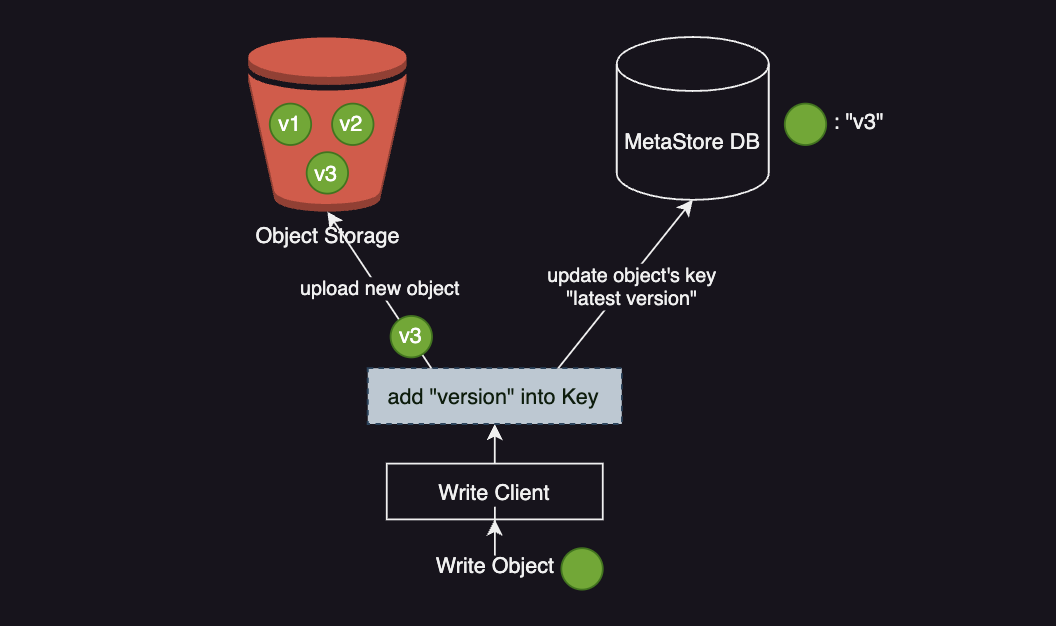 v1
v2
v3
Object Storage
MetaStore DB
: "v3"
upload new object
update object's key
"latest version"
v3
add "version" into Key
Write Client
Write Object